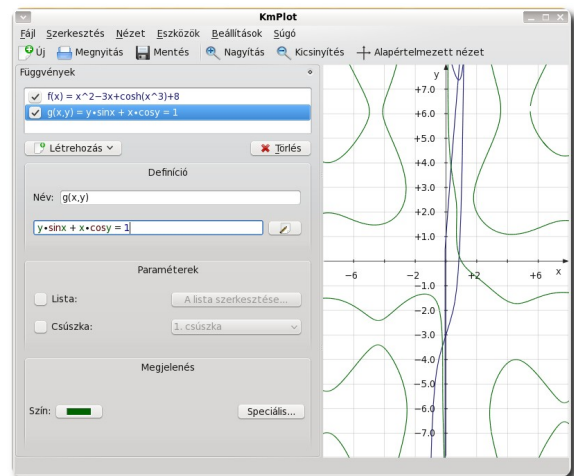 KmPlot
Fájl Szerkesztés Nézet Eszközök Beállítások Súgó
Új Megnyitás Mentés Nagyítás Kicsinyítés Alapértelmezett nézet
Függvények
f(x) = x^2−3x+cosh(x^3)+8
g(x,y) = y•sinx + x•cosy = 1
Létrehozás Törlés
Definíció
Név: g(x,y)
y•sinx + x•cosy = 1
Paraméterek
Lista: A lista szerkesztése...
Csúszka: 1. csúszka
Megjelenés
Szín: Speciális...
y
+7.0
+6.0
+5.0
+4.0
+3.0
+2.0
+1.0
−6 −2 +2 +6 x
−1.0
−2.0
−3.0
−4.0
−5.0
−6.0
−7.0